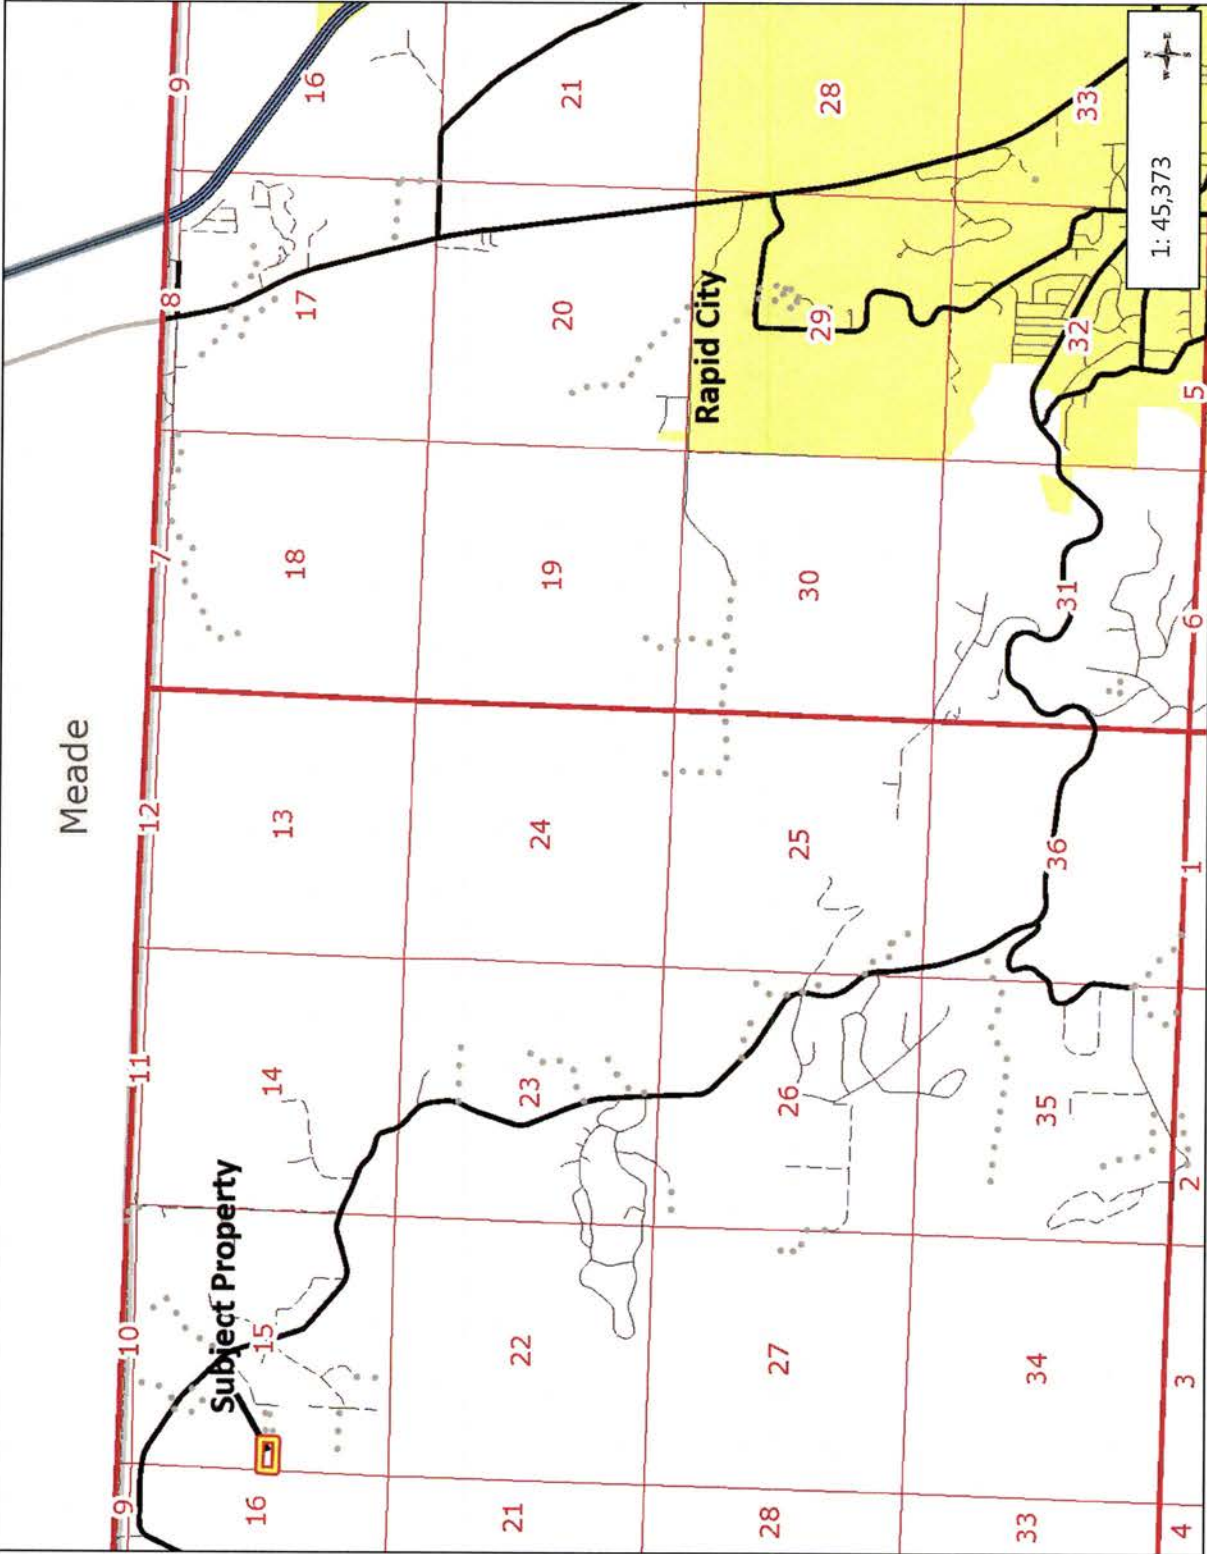 Meade
9 10 11 12 7 8 9
Subject Property
16 15 14 13 18 17 16
21 22 23 24 19 20 21
Rapid City
28 27 26 25 30 29 28
33 34 35 36 31 32 33
4 3 2 1 6 5
1: 45,373
N
W E
S